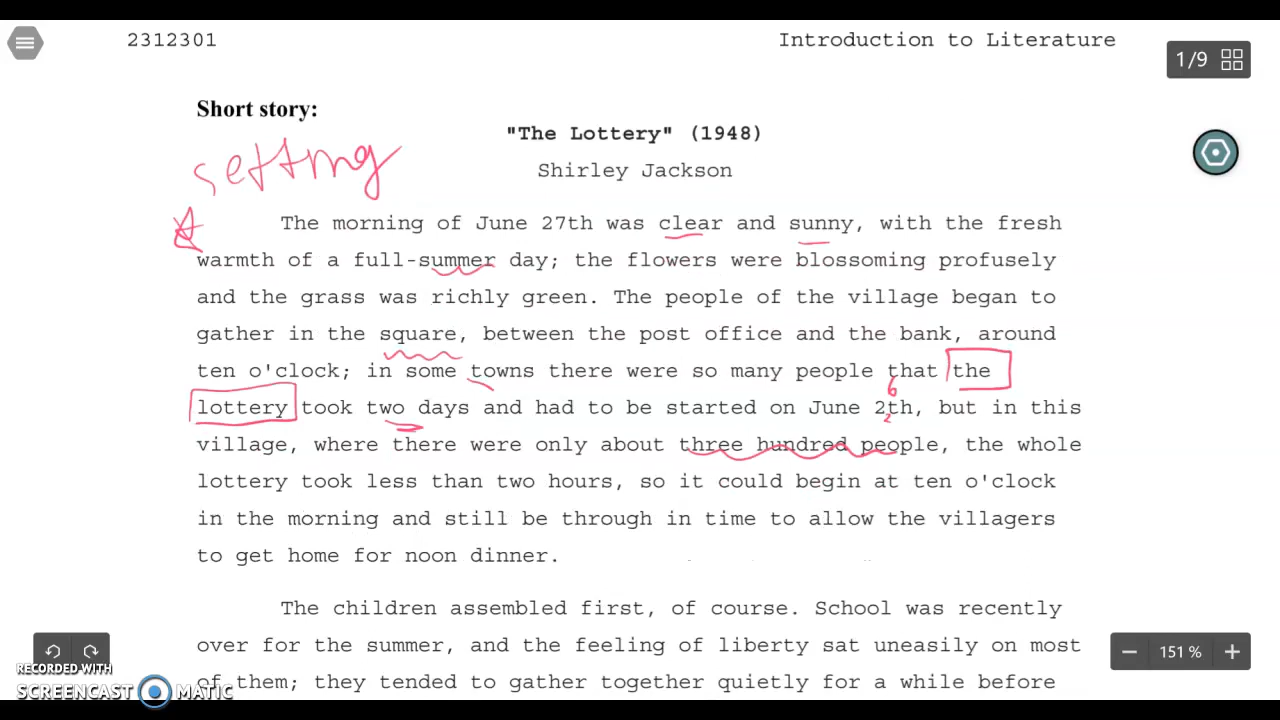 2312301 Introduction to Literature
1/9
Short story:
"The Lottery" (1948)
setting
Shirley Jackson
The morning of June 27th was clear and sunny, with the fresh
warmth of a full-summer day; the flowers were blossoming profusely
and the grass was richly green. The people of the village began to
gather in the square, between the post office and the bank, around
ten o'clock; in some towns there were so many people that the
6
lottery took two days and had to be started on June 2th, but in this
2
village, where there were only about three hundred people, the whole
lottery took less than two hours, so it could begin at ten o'clock
in the morning and still be through in time to allow the villagers
to get home for noon dinner.
The children assembled first, of course. School was recently
over for the summer, and the feeling of liberty sat uneasily on most
151 %
of them; they tended to gather together quietly for a while before
RECORDED WITH
SCREENCAST MATIC